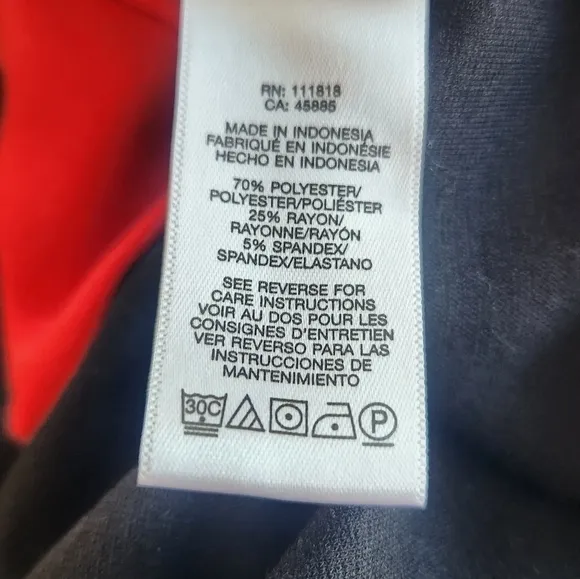 RN: 111818
CA: 45885
MADE IN INDONESIA
FABRIQUÉ EN INDONÉSIE
HECHO EN INDONESIA
70% POLYESTER/
POLYESTER/POLIÉSTER
25% RAYON/
RAYONNE/RAYÓN
5% SPANDEX/
SPANDEX/ELASTANO
SEE REVERSE FOR
CARE INSTRUCTIONS
VOIR AU DOS POUR LES
CONSIGNES D'ENTRETIEN
VER REVERSO PARA LAS
INSTRUCCIONES DE
MANTENIMIENTO
30C P